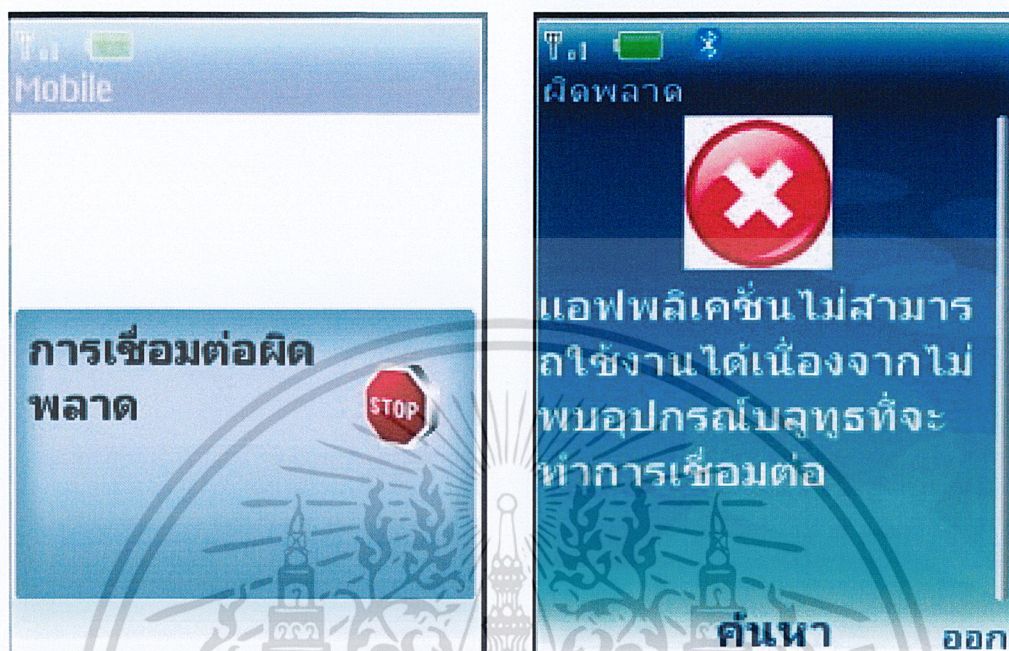 Mobile
การเชื่อมต่อผิด
พลาด
STOP
ผิดพลาด
แอฟพลิเคชั่นไม่สามาร
ถใช้งานได้เนื่องจากไม่
พบอุปกรณ์บลูทูธที่จะ
ทำการเชื่อมต่อ
ค้นหา
ออก